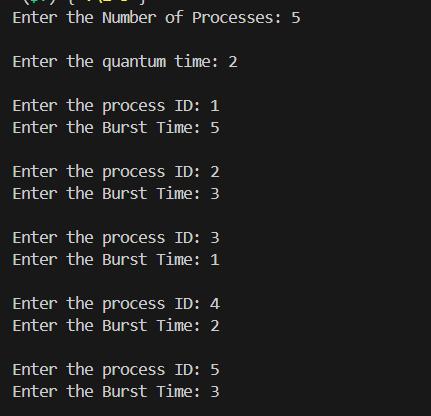 Enter the Number of Processes: 5
Enter the quantum time: 2
Enter the process ID: 1
Enter the Burst Time: 5
Enter the process ID: 2
Enter the Burst Time: 3
Enter the process ID: 3
Enter the Burst Time: 1
Enter the process ID: 4
Enter the Burst Time: 2
Enter the process ID: 5
Enter the Burst Time: 3